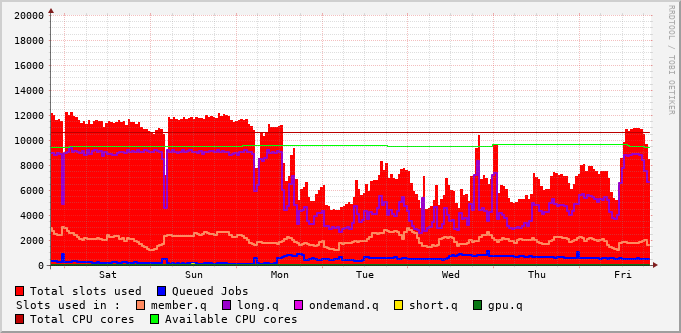 20000
18000
16000
14000
12000
10000
8000
6000
4000
2000
0
Sat Sun Mon Tue Wed Thu Fri
RRDTOOL / TOBI OETIKER
Total slots used Queued Jobs
Slots used in : member.q long.q ondemand.q short.q gpu.q
Total CPU cores Available CPU cores